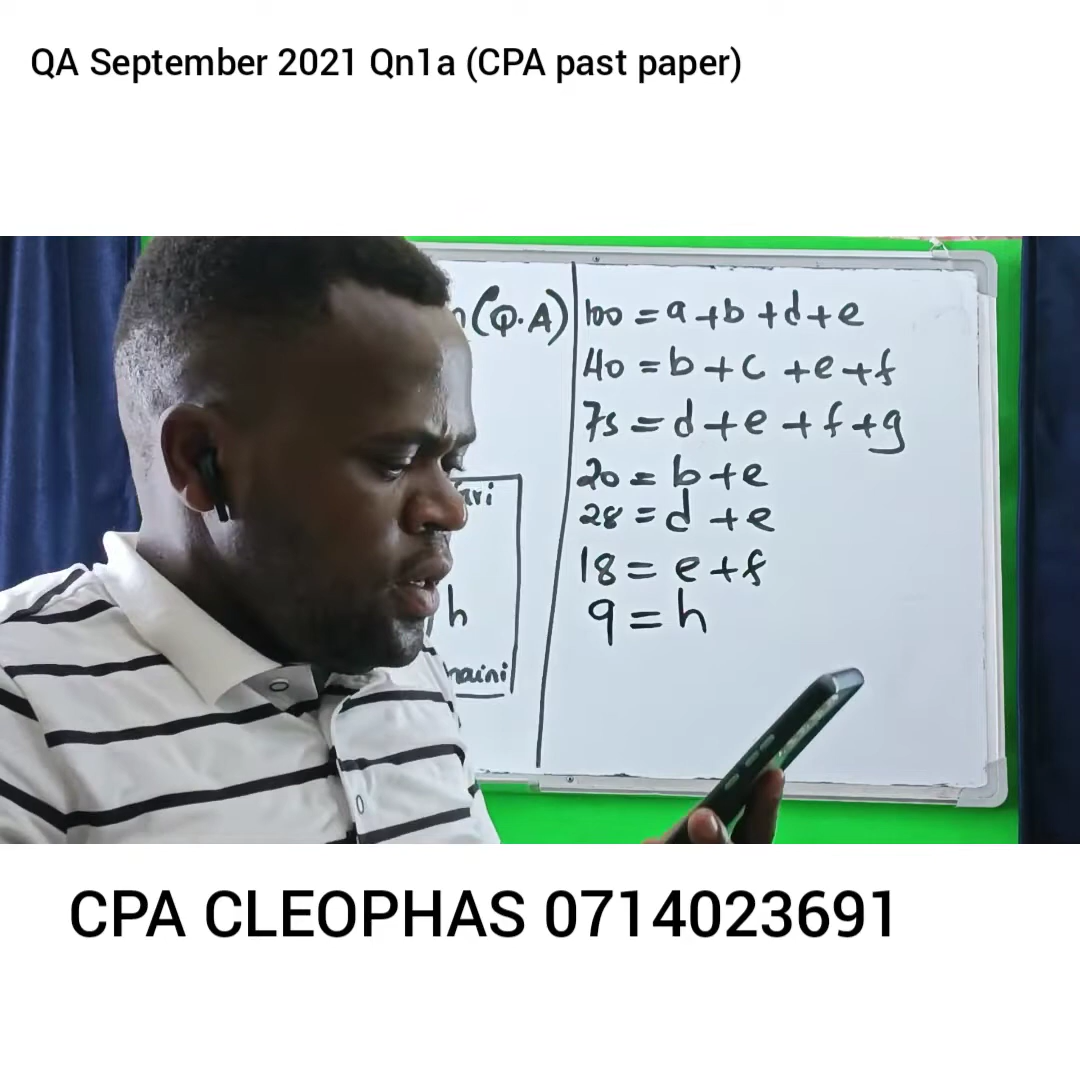 QA September 2021 Qn1a (CPA past paper)
(Q.A)
100 = a + b + d + e
40 = b + c + e + f
75 = d + e + f + g
20 = b + e
28 = d + e
18 = e + f
9 = h
h
CPA CLEOPHAS 0714023691